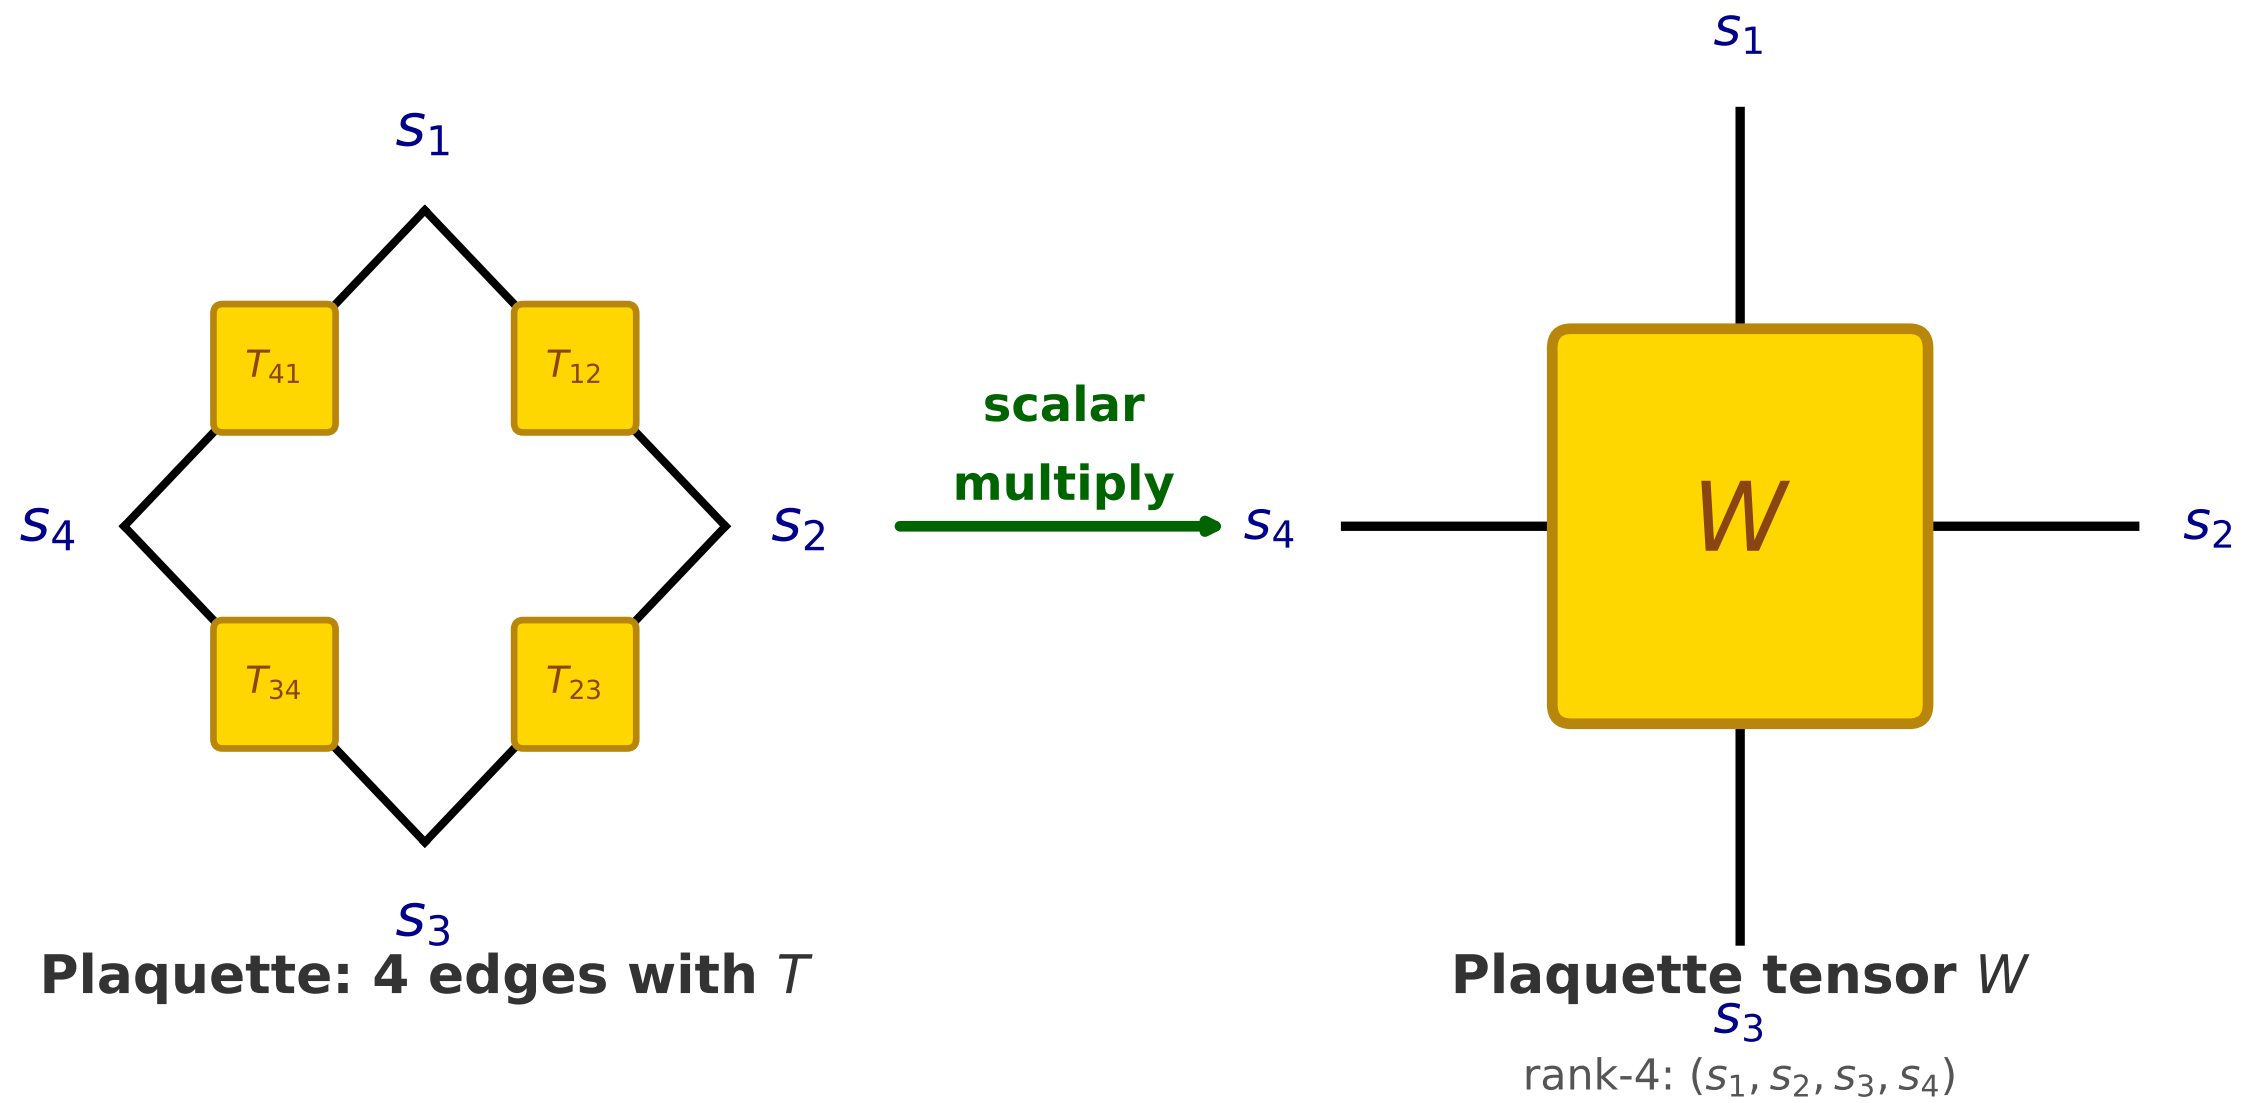 s₁
T₄₁
T₁₂
s₄
s₂
T₃₄
T₂₃
s₃
Plaquette: 4 edges with T
scalar
multiply
s₁
s₄
W
s₂
Plaquette tensor W
s₃
rank-4: (s₁, s₂, s₃, s₄)